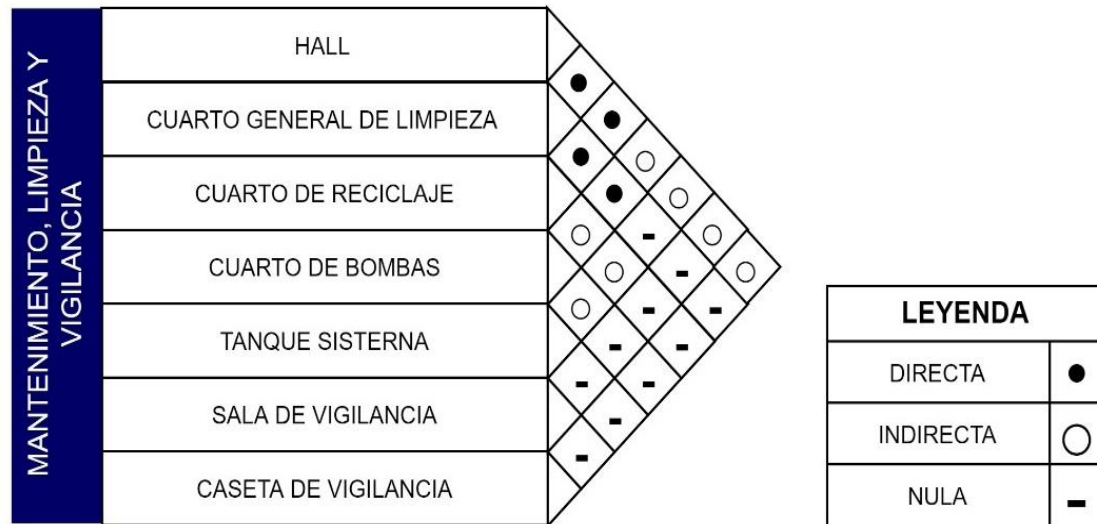 MANTENIMIENTO, LIMPIEZA Y
VIGILANCIA
HALL
CUARTO GENERAL DE LIMPIEZA
CUARTO DE RECICLAJE
CUARTO DE BOMBAS
TANQUE SISTERNA
SALA DE VIGILANCIA
CASETA DE VIGILANCIA
LEYENDA
DIRECTA
INDIRECTA
NULA